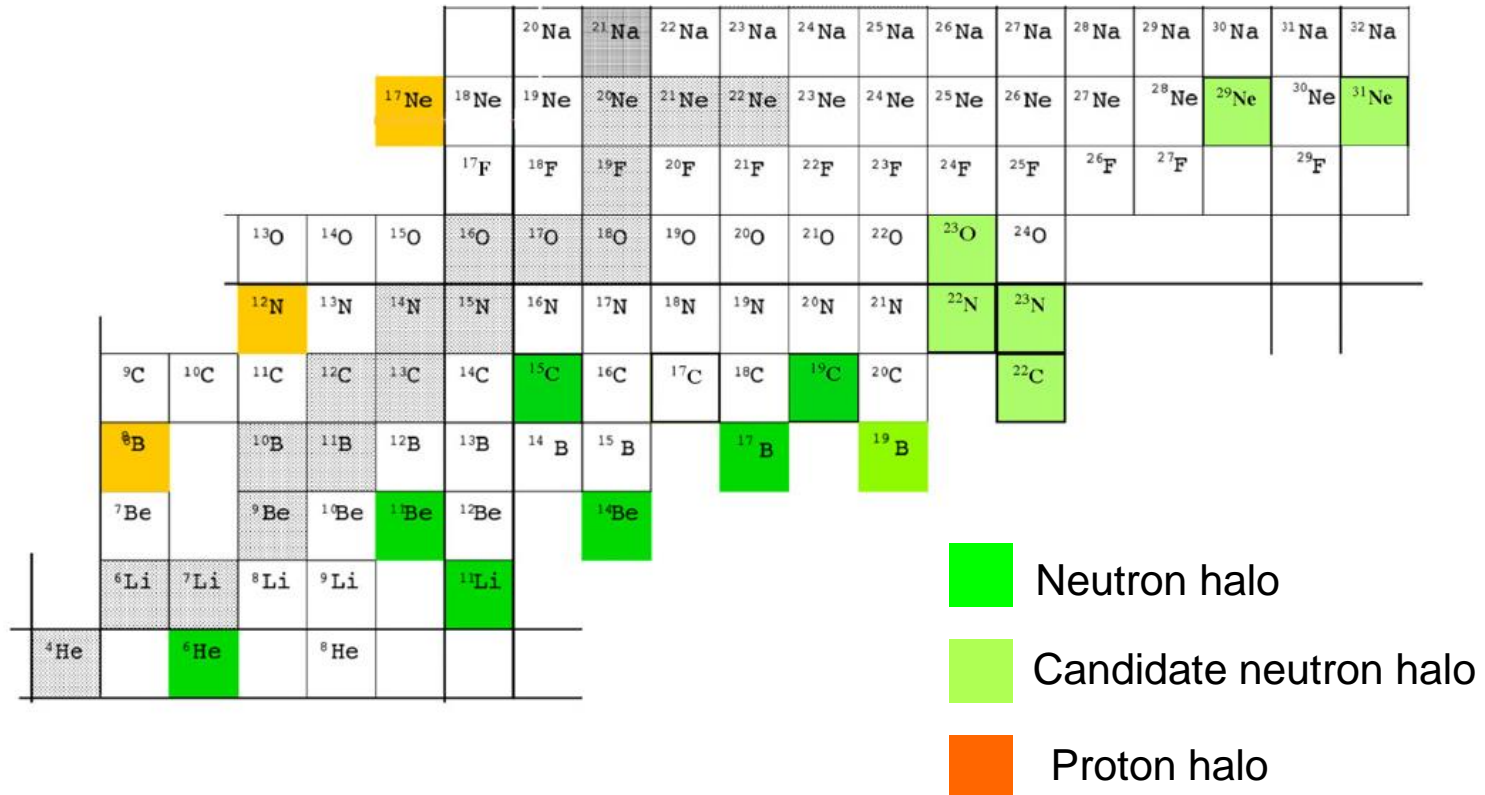 ²⁰Na ²¹Na ²²Na ²³Na ²⁴Na ²⁵Na ²⁶Na ²⁷Na ²⁸Na ²⁹Na ³⁰Na ³¹Na ³²Na
¹⁷Ne ¹⁸Ne ¹⁹Ne ²⁰Ne ²¹Ne ²²Ne ²³Ne ²⁴Ne ²⁵Ne ²⁶Ne ²⁷Ne ²⁸Ne ²⁹Ne ³⁰Ne ³¹Ne
¹⁷F ¹⁸F ¹⁹F ²⁰F ²¹F ²²F ²³F ²⁴F ²⁵F ²⁶F ²⁷F ²⁹F
¹³O ¹⁴O ¹⁵O ¹⁶O ¹⁷O ¹⁸O ¹⁹O ²⁰O ²¹O ²²O ²³O ²⁴O
¹²N ¹³N ¹⁴N ¹⁵N ¹⁶N ¹⁷N ¹⁸N ¹⁹N ²⁰N ²¹N ²²N ²³N
⁹C ¹⁰C ¹¹C ¹²C ¹³C ¹⁴C ¹⁵C ¹⁶C ¹⁷C ¹⁸C ¹⁹C ²⁰C ²²C
⁸B ¹⁰B ¹¹B ¹²B ¹³B ¹⁴B ¹⁵B ¹⁷B ¹⁹B
⁷Be ⁹Be ¹⁰Be ¹¹Be ¹²Be ¹⁴Be
⁶Li ⁷Li ⁸Li ⁹Li ¹¹Li
⁴He ⁶He ⁸He
Neutron halo
Candidate neutron halo
Proton halo